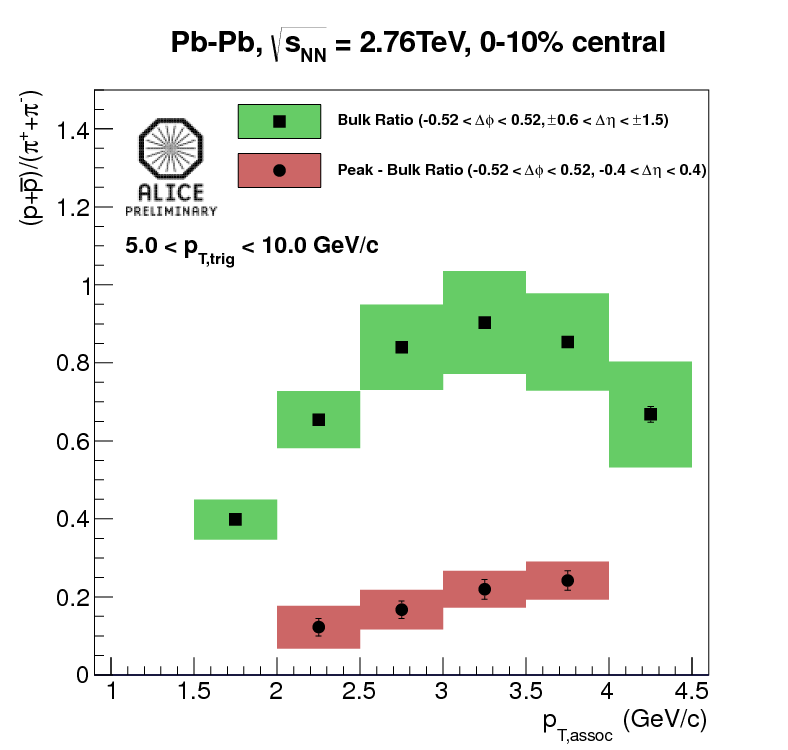 Pb-Pb, √s_NN = 2.76TeV, 0-10% central
(p+p̅)/(π⁺+π⁻)
Bulk Ratio (-0.52 < Δϕ < 0.52, ±0.6 < Δη < ±1.5)
Peak - Bulk Ratio (-0.52 < Δϕ < 0.52, -0.4 < Δη < 0.4)
ALICE
PRELIMINARY
5.0 < p_T,trig < 10.0 GeV/c
1.4
1.2
1
0.8
0.6
0.4
0.2
0
1 1.5 2 2.5 3 3.5 4 4.5
p_T,assoc (GeV/c)